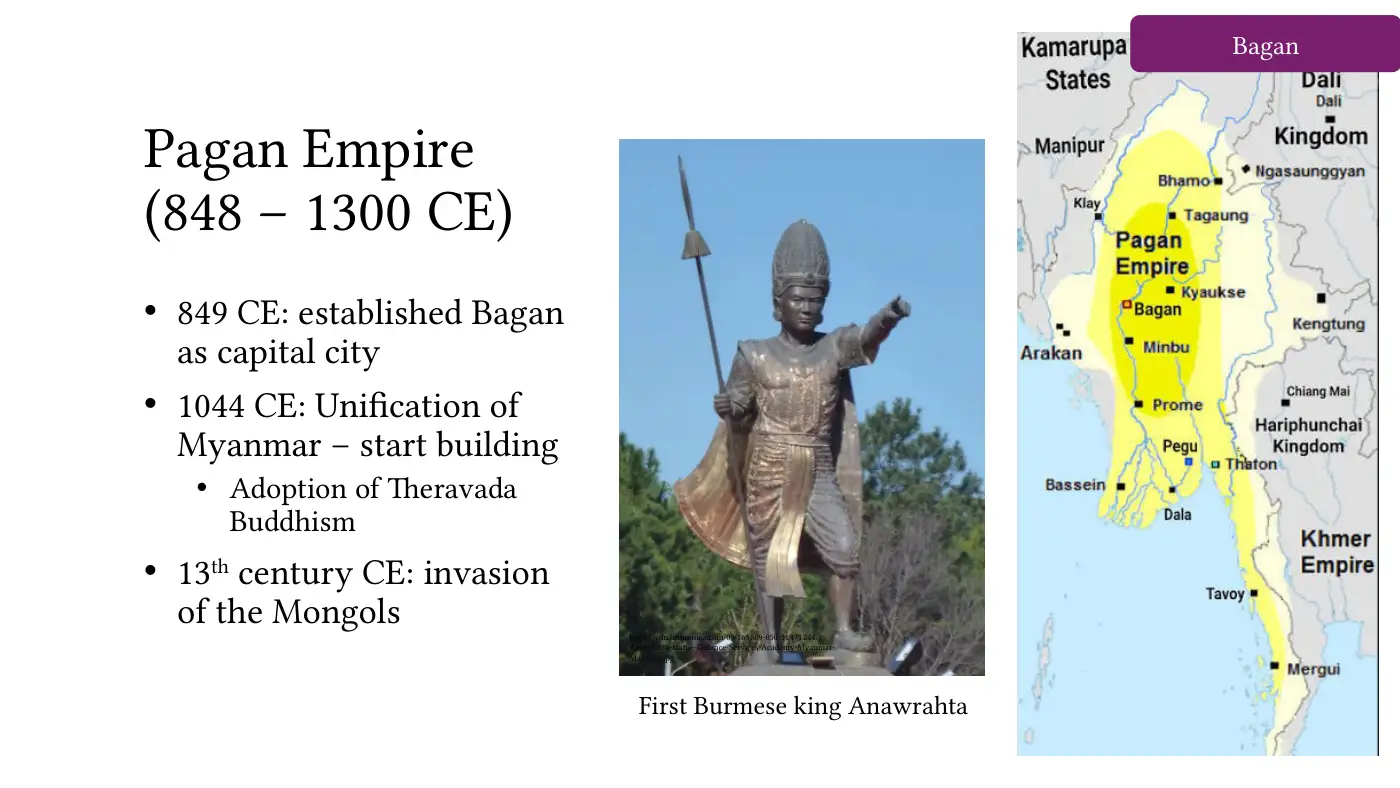 Bagan
Pagan Empire
(848 – 1300 CE)
• 849 CE: established Bagan
as capital city
• 1044 CE: Unification of
Myanmar – start building
• Adoption of Theravada
Buddhism
• 13th century CE: invasion
of the Mongols
First Burmese king Anawrahta
Kamarupa
States
Dali
Dali
Kingdom
Manipur
Ngasaunggyan
Bhamo
Klay
Tagaung
Pagan
Empire
Kyaukse
Bagan
Kengtung
Minbu
Arakan
Chiang Mai
Prome
Hariphunchai
Kingdom
Pegu
Thaton
Bassein
Dala
Khmer
Empire
Tavoy
Mergui